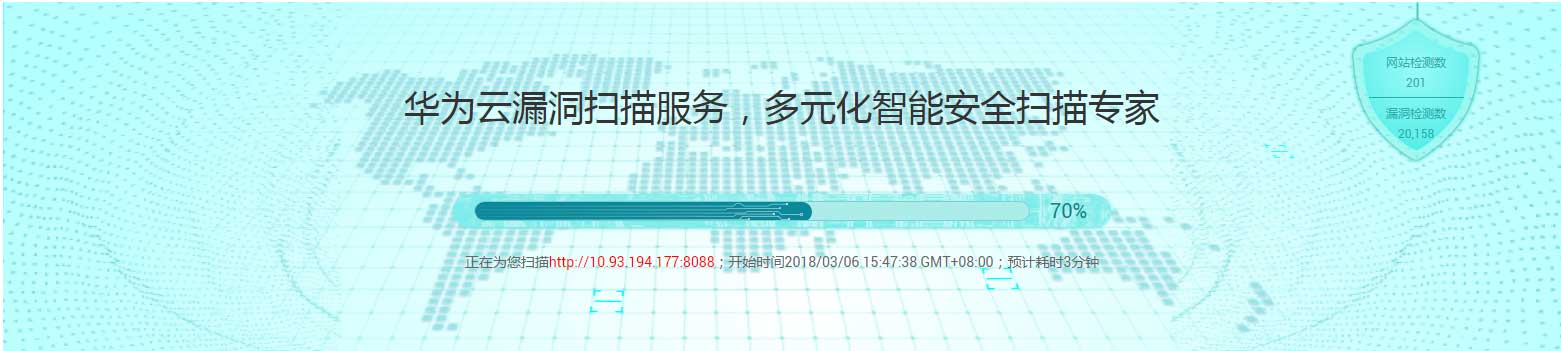 网站检测数
201
漏洞检测数
20,158
华为云漏洞扫描服务，多元化智能安全扫描专家
70%
正在为您扫描http://10.93.194.177:8088；开始时间2018/03/06 15:47:38 GMT+08:00；预计耗时3分钟